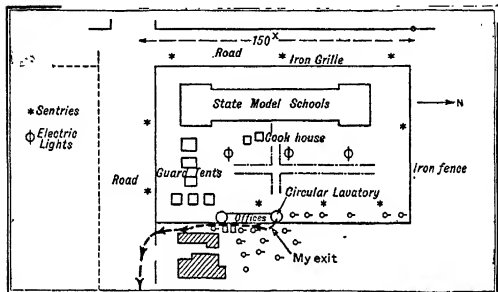 150ˣ
Road
Iron Grille
State Model Schools
N
* Sentries
Electric
Lights
Cook house
Guard Tents
Road
Iron fence
Circular Lavatory
Offices
My exit